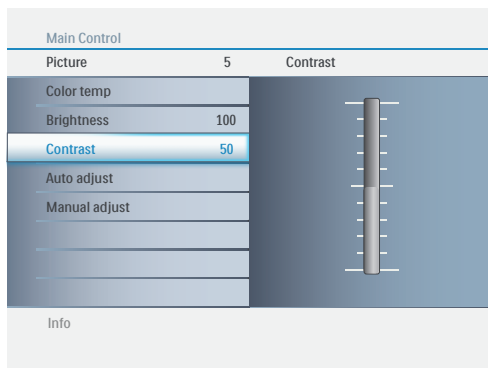 Main Control
Picture 5 Contrast
Color temp
Brightness 100
Contrast 50
Auto adjust
Manual adjust
Info